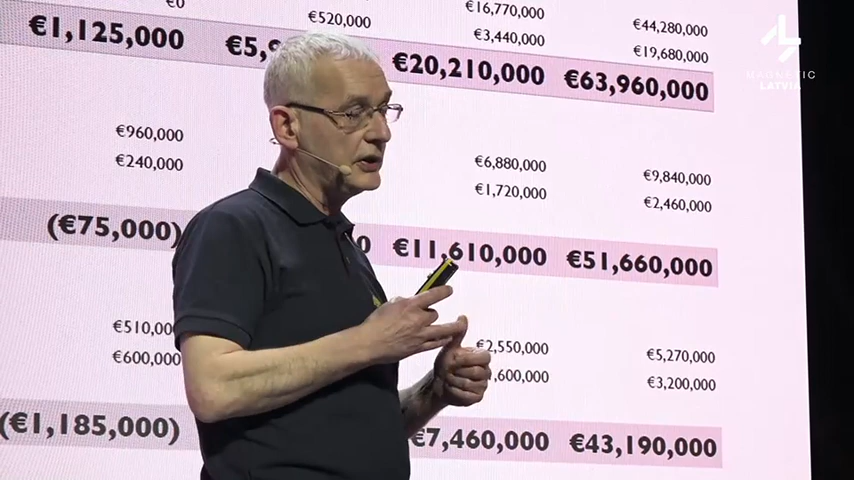 €0 €520,000 €16,770,000 €44,280,000
€3,440,000 €19,680,000
€1,125,000 €20,210,000 €63,960,000
€960,000 €6,880,000 €9,840,000
€240,000 €1,720,000 €2,460,000
(€75,000) €11,610,000 €51,660,000
€2,550,000 €5,270,000
€600,000 €3,200,000
(€1,185,000) €7,460,000 €43,190,000
MAGNETIC
LATVIA